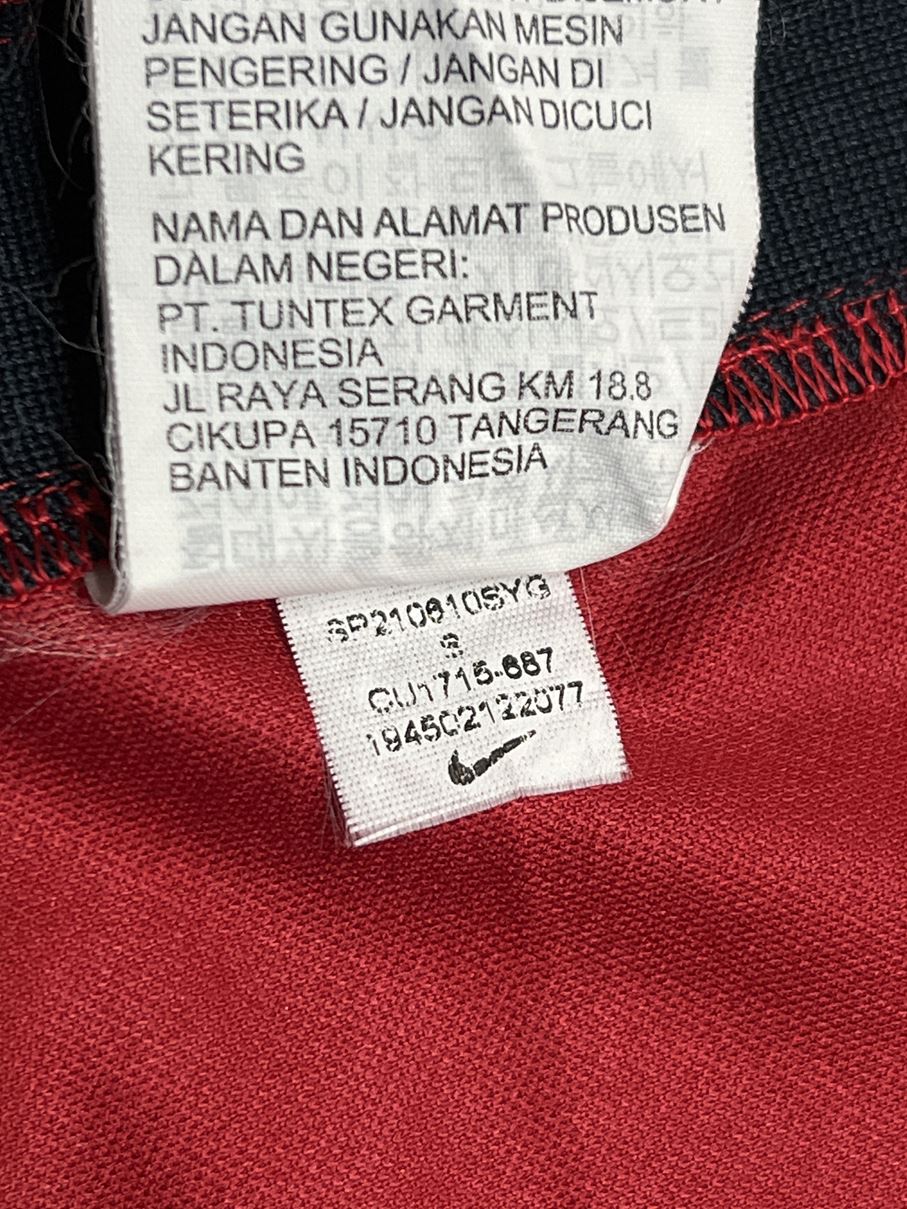 JANGAN GUNAKAN MESIN
PENGERING / JANGAN DI
SETERIKA / JANGAN DICUCI
KERING
NAMA DAN ALAMAT PRODUSEN
DALAM NEGERI:
PT. TUNTEX GARMENT
INDONESIA
JL RAYA SERANG KM 18.8
CIKUPA 15710 TANGERANG
BANTEN INDONESIA
SP210610SYG
S
CU1715-687
194502122077